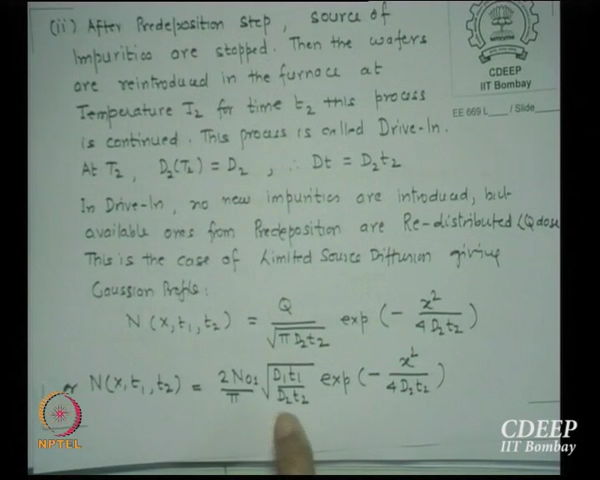 (ii) After Predeposition step, source of
Impurities are stopped. Then the wafers
are reintroduced in the furnace at
Temperature T₂ for time t₂ this process
is continued. This process is called Drive-In.
At T₂, D₂(T₂) = D₂, ∴ Dt = D₂t₂
In Drive-In, no new impurities are introduced, but
available ones from Predeposition are Re-distributed (Q dose
This is the case of Limited Source Diffusion giving
Gaussian Profile:
N(x, t₁, t₂) = Q / √(π D₂t₂) exp(- x² / 4D₂t₂)
or N(x, t₁, t₂) = 2N₀₁ / π √(D₁t₁ / D₂t₂) exp(- x² / 4D₂t₂)
CDEEP
IIT Bombay
EE 669 L___ / Slide___
NPTEL
CDEEP
IIT Bombay